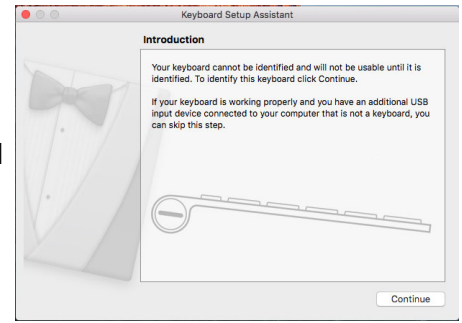 Keyboard Setup Assistant
Introduction
Your keyboard cannot be identified and will not be usable until it is
identified. To identify this keyboard click Continue.
If your keyboard is working properly and you have an additional USB
input device connected to your computer that is not a keyboard, you
can skip this step.
Continue